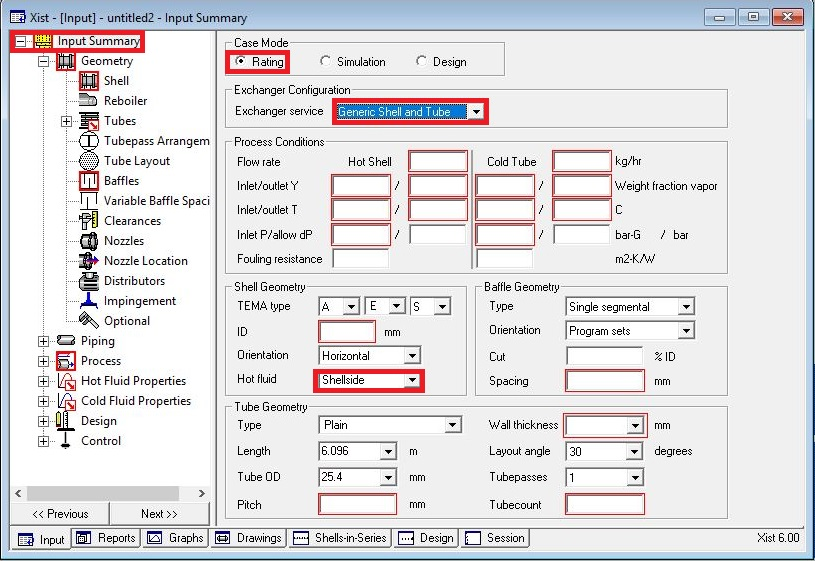 Xist - [Input] - untitled2 - Input Summary
Input Summary
Geometry
Shell
Reboiler
Tubes
Tubepass Arrangem
Tube Layout
Baffles
Variable Baffle Spaci
Clearances
Nozzles
Nozzle Location
Distributors
Impingement
Optional
Piping
Process
Hot Fluid Properties
Cold Fluid Properties
Design
Control
<< Previous Next >>
Case Mode
Rating Simulation Design
Exchanger Configuration
Exchanger service Generic Shell and Tube
Process Conditions
Flow rate Hot Shell Cold Tube kg/hr
Inlet/outlet Y / / Weight fraction vapor
Inlet/outlet T / / C
Inlet P/allow dP / / bar-G / bar
Fouling resistance m2-K/W
Shell Geometry
TEMA type A E S
ID mm
Orientation Horizontal
Hot fluid Shellside
Baffle Geometry
Type Single segmental
Orientation Program sets
Cut % ID
Spacing mm
Tube Geometry
Type Plain Wall thickness mm
Length 6.096 m Layout angle 30 degrees
Tube OD 25.4 mm Tubepasses 1
Pitch mm Tubecount
Input Reports Graphs Drawings Shells-in-Series Design Session Xist 6.00